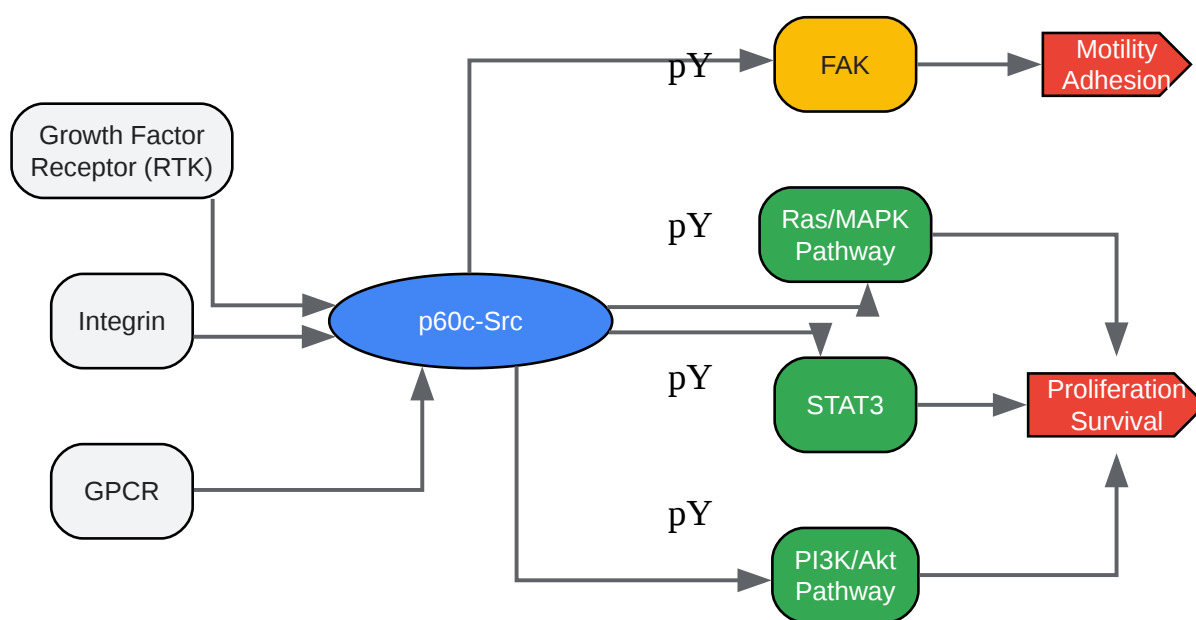 pY
FAK
Motility
Adhesion
Growth Factor
Receptor (RTK)
pY
Ras/MAPK
Pathway
Integrin
p60c-Src
pY
STAT3
Proliferation
Survival
GPCR
pY
PI3K/Akt
Pathway